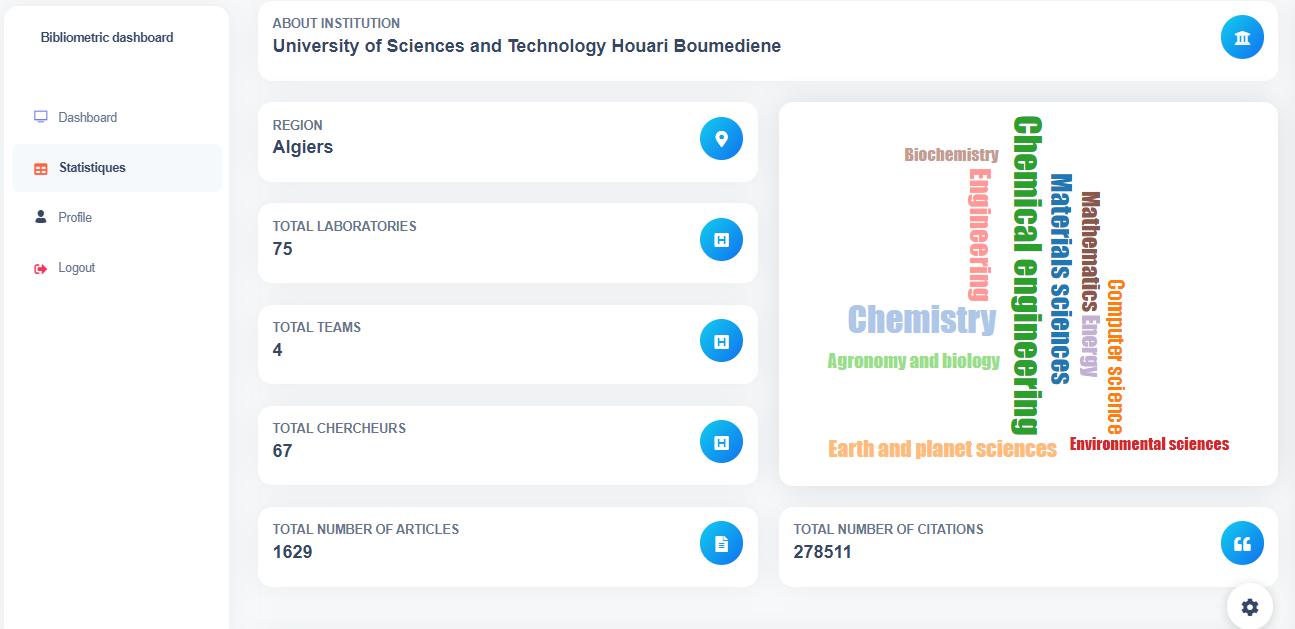 Bibliometric dashboard
Dashboard
Statistiques
Profile
Logout
ABOUT INSTITUTION
University of Sciences and Technology Houari Boumediene
REGION
Algiers
TOTAL LABORATORIES
75
TOTAL TEAMS
4
TOTAL CHERCHEURS
67
Biochemistry
Engineering
Chemical engineering
Materials sciences
Mathematics
Energy
Computer science
Chemistry
Agronomy and biology
Earth and planet sciences
Environmental sciences
TOTAL NUMBER OF ARTICLES
1629
TOTAL NUMBER OF CITATIONS
278511